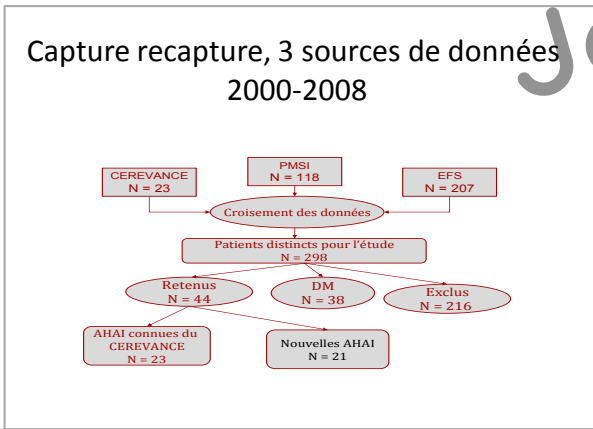 Capture recapture, 3 sources de données
2000-2008
CEREVANCE
N = 23
PMSI
N = 118
EFS
N = 207
Croisement des données
Patients distincts pour l'étude
N = 298
Retenus
N = 44
DM
N = 38
Exclus
N = 216
AHAI connues du
CEREVANCE
N = 23
Nouvelles AHAI
N = 21